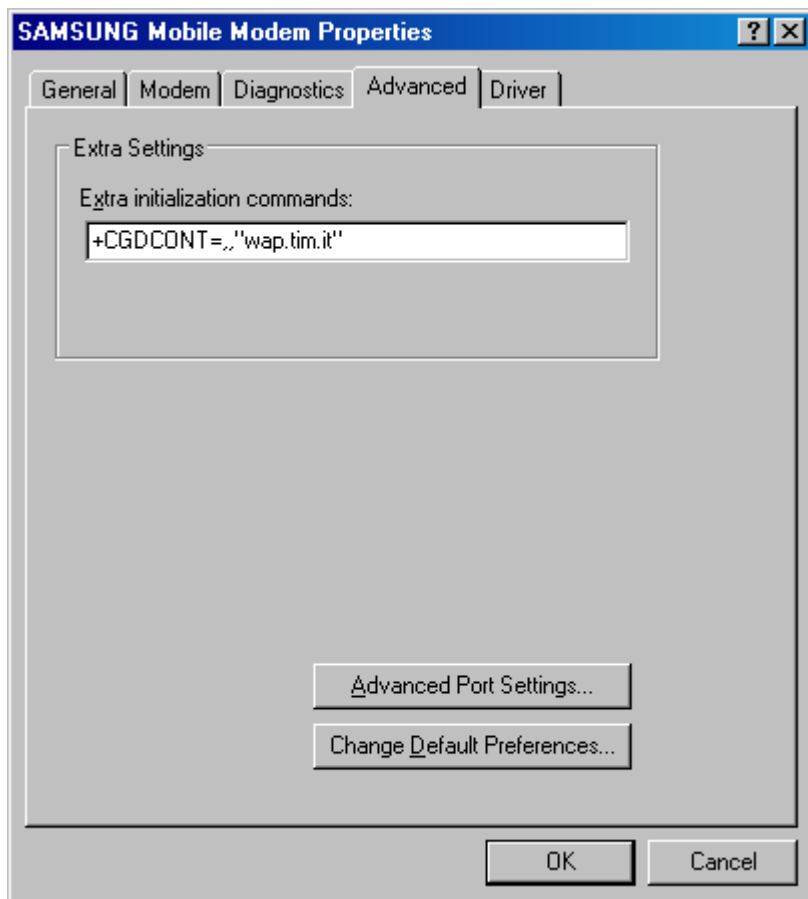 SAMSUNG Mobile Modem Properties
General Modem Diagnostics Advanced Driver
Extra Settings
Extra initialization commands:
+CGDCONT=,,"wap.tim.it"
Advanced Port Settings...
Change Default Preferences...
OK Cancel